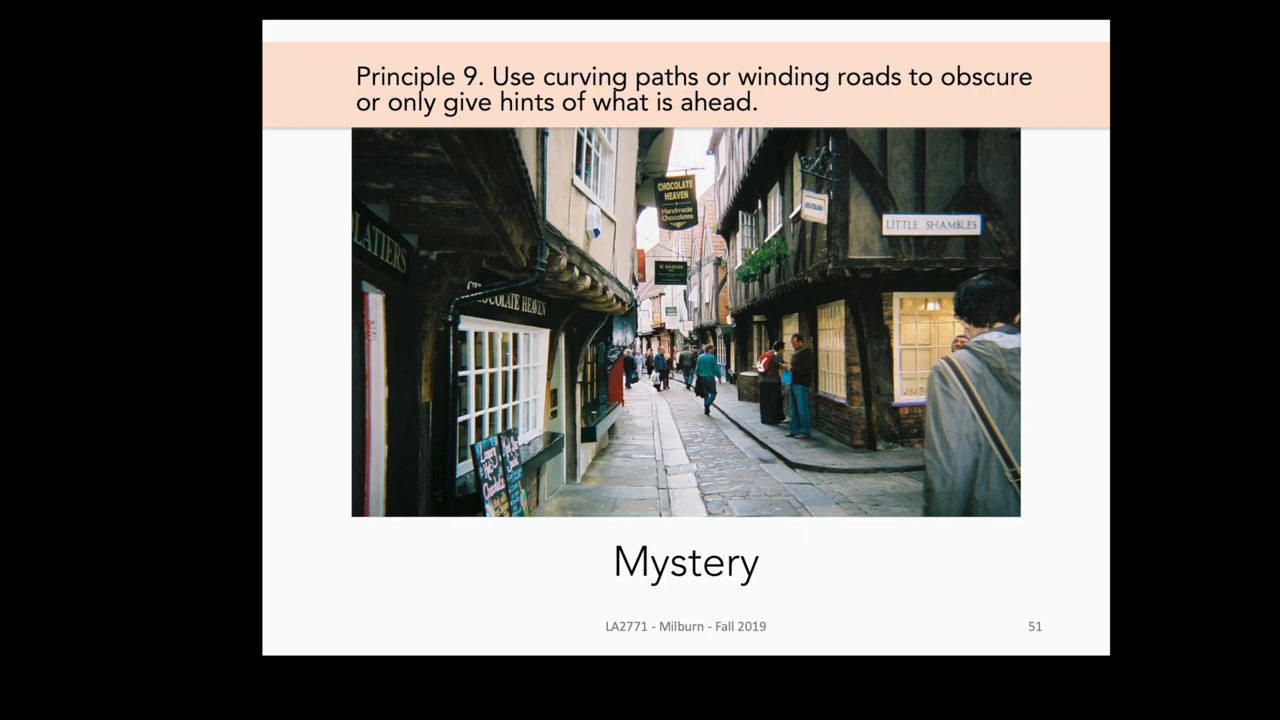 Principle 9. Use curving paths or winding roads to obscure
or only give hints of what is ahead.
CHOCOLATE
HEAVEN
Handmade
Chocolates
LITTLE SHAMBLES
LATIERS
CHOCOLATE HEAVEN
Mystery
LA2771 - Milburn - Fall 2019
51